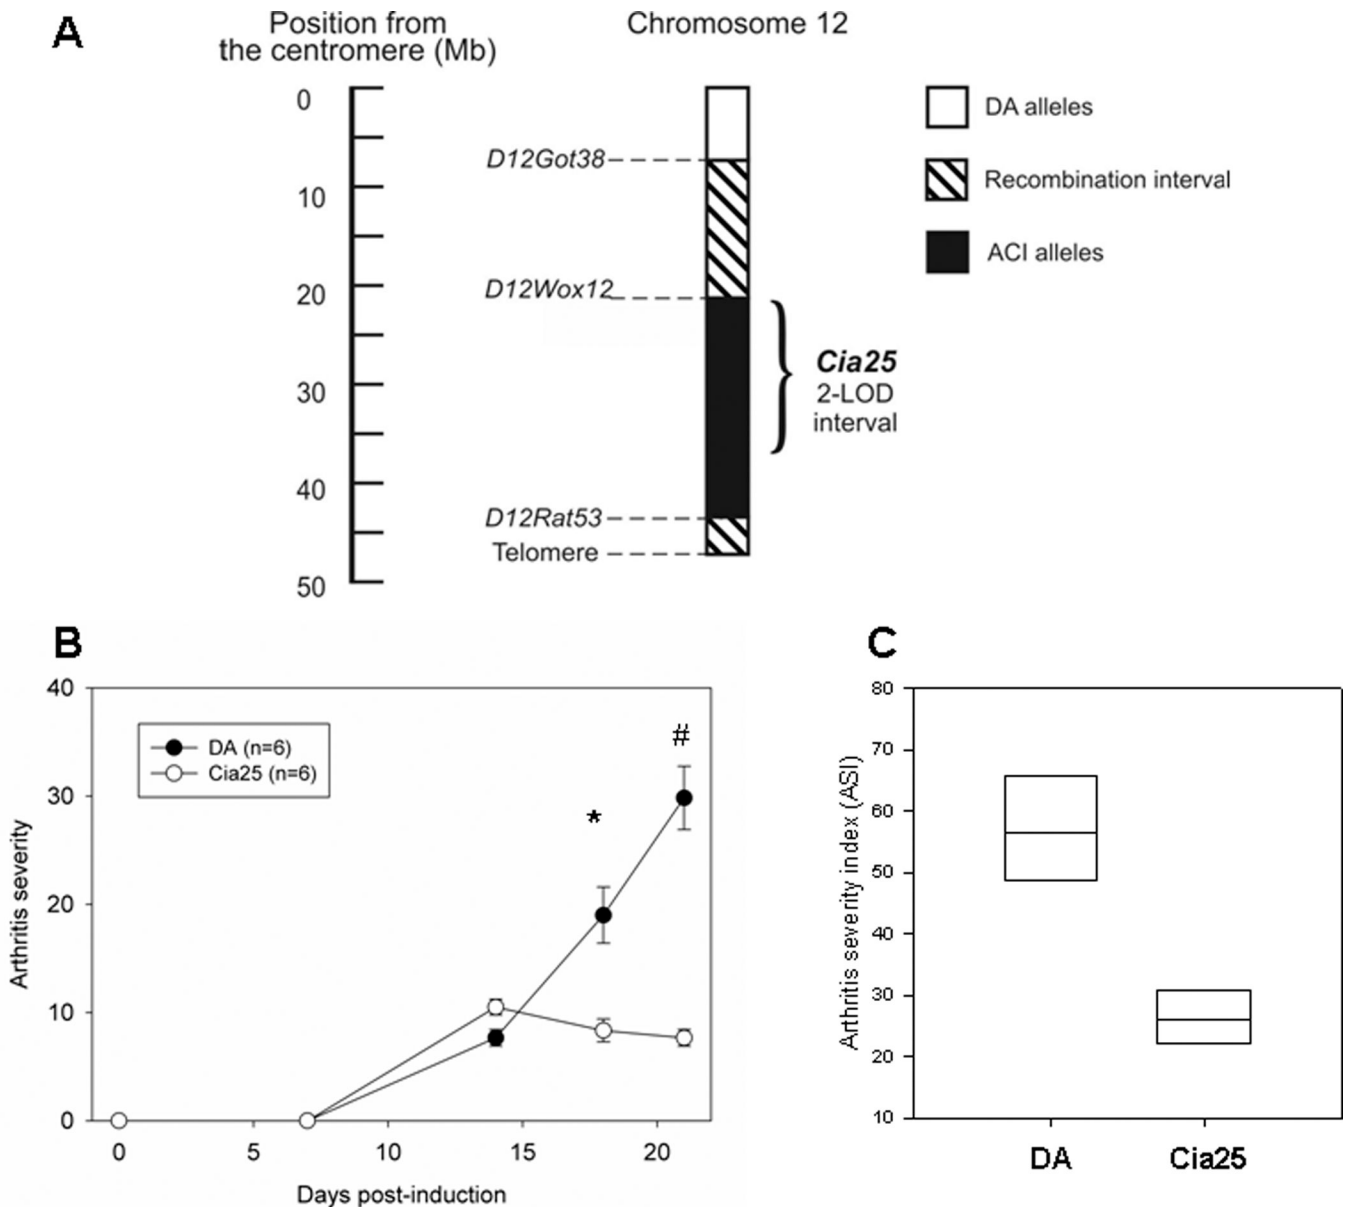 A
Position from
the centromere (Mb)
Chromosome 12
0
10
20
30
40
50
D12Got38
D12Wox12
D12Rat53
Telomere
Cia25
2-LOD
interval
DA alleles
Recombination interval
ACI alleles
B
40
30
20
10
0
Arthritis severity
DA (n=6)
Cia25 (n=6)
*
#
0
5
10
15
20
Days post-induction
C
80
70
60
50
40
30
20
10
Arthritis severity index (ASI)
DA
Cia25